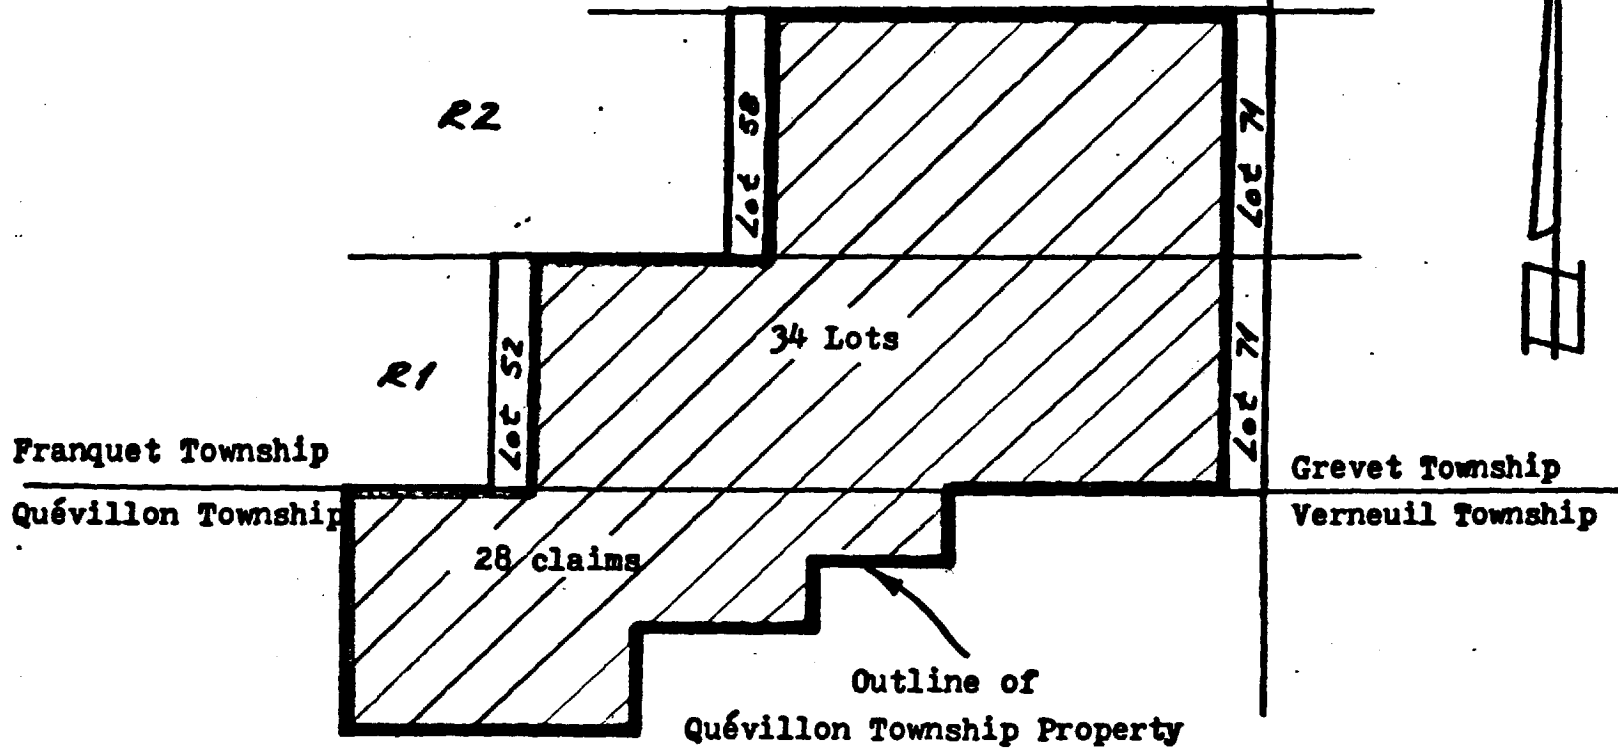 R2
Lot 58
Lot 71
34 Lots
R1
Lot 52
Lot 71
Franquet Township
Grevet Township
Quévillon Township
Verneuil Township
28 claims
Outline of
Quévillon Township Property